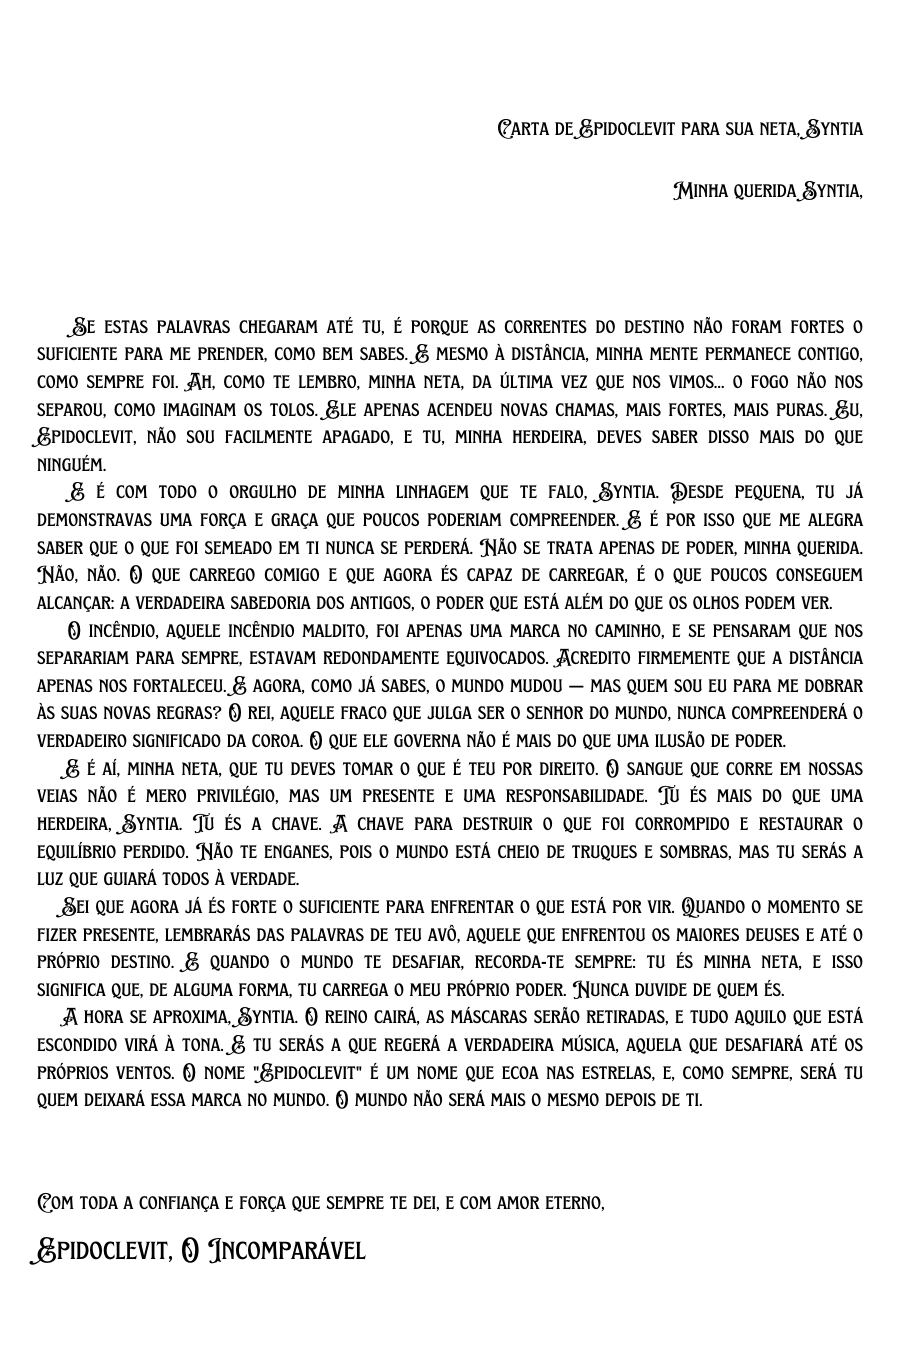 Carta de Epidoclevit para sua neta, Syntia
Minha querida Syntia,
Se estas palavras chegaram até tu, é porque as correntes do destino não foram fortes o
suficiente para me prender, como bem sabes. E mesmo à distância, minha mente permanece contigo,
como sempre foi. Ah, como te lembro, minha neta, da última vez que nos vimos... o fogo não nos
separou, como imaginam os tolos. Ele apenas acendeu novas chamas, mais fortes, mais puras. Eu,
Epidoclevit, não sou facilmente apagado, e tu, minha herdeira, deves saber disso mais do que
ninguém.
E é com todo o orgulho de minha linhagem que te falo, Syntia. Desde pequena, tu já
demonstravas uma força e graça que poucos poderiam compreender. E é por isso que me alegra
saber que o que foi semeado em ti nunca se perderá. Não se trata apenas de poder, minha querida.
Não, não. O que carrego comigo e que agora és capaz de carregar, é o que poucos conseguem
alcançar: a verdadeira sabedoria dos antigos, o poder que está além do que os olhos podem ver.
O incêndio, aquele incêndio maldito, foi apenas uma marca no caminho, e se pensaram que nos
separariam para sempre, estavam redondamente equivocados. Acredito firmemente que a distância
apenas nos fortaleceu. E agora, como já sabes, o mundo mudou — mas quem sou eu para me dobrar
às suas novas regras? O rei, aquele fraco que julga ser o senhor do mundo, nunca compreenderá o
verdadeiro significado da coroa. O que ele governa não é mais do que uma ilusão de poder.
E é aí, minha neta, que tu deves tomar o que é teu por direito. O sangue que corre em nossas
veias não é mero privilégio, mas um presente e uma responsabilidade. Tu és mais do que uma
herdeira, Syntia. Tu és a chave. A chave para destruir o que foi corrompido e restaurar o
equilíbrio perdido. Não te enganes, pois o mundo está cheio de truques e sombras, mas tu serás a
luz que guiará todos à verdade.
Sei que agora já és forte o suficiente para enfrentar o que está por vir. Quando o momento se
fizer presente, lembrarás das palavras de teu avô, aquele que enfrentou os maiores deuses e até o
próprio destino. E quando o mundo te desafiar, recorda-te sempre: tu és minha neta, e isso
significa que, de alguma forma, tu carrega o meu próprio poder. Nunca duvide de quem és.
A hora se aproxima, Syntia. O reino cairá, as máscaras serão retiradas, e tudo aquilo que está
escondido virá à tona. E tu serás a que regerá a verdadeira música, aquela que desafiará até os
próprios ventos. O nome "Epidoclevit" é um nome que ecoa nas estrelas, e, como sempre, será tu
quem deixará essa marca no mundo. O mundo não será mais o mesmo depois de ti.
Com toda a confiança e força que sempre te dei, e com amor eterno,
Epidoclevit, O Incomparável